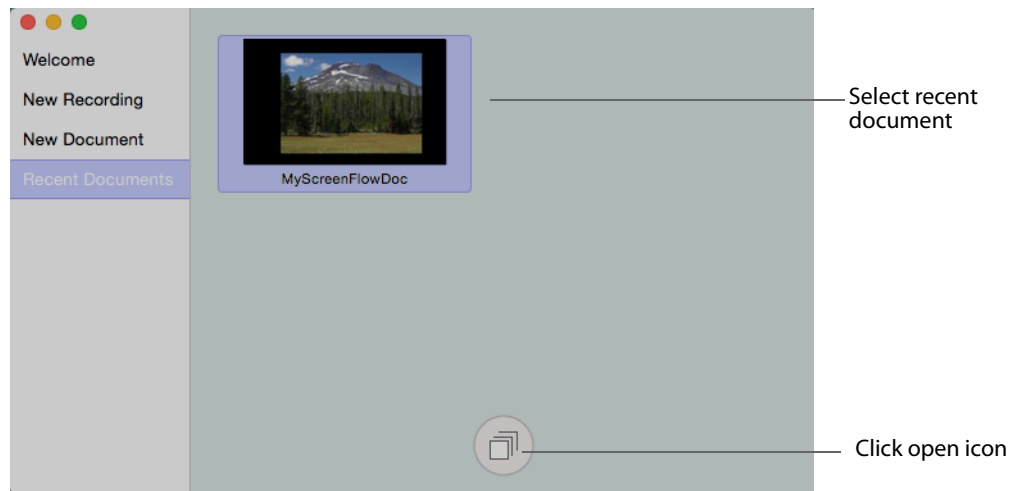 Welcome
New Recording
New Document
Recent Documents
MyScreenFlowDoc
Select recent
document
Click open icon